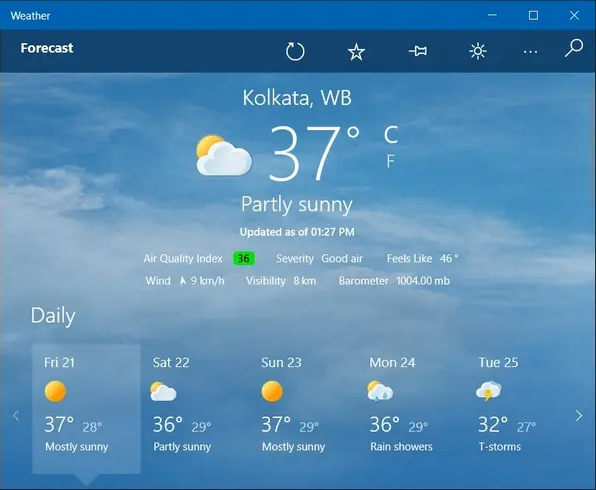 Weather
Forecast
Kolkata, WB
37° C
F
Partly sunny
Updated as of 01:27 PM
Air Quality Index 36 Severity Good air Feels Like 46°
Wind 9 km/h Visibility 8 km Barometer 1004.00 mb
Daily
Fri 21 Sat 22 Sun 23 Mon 24 Tue 25
37° 28° 36° 29° 37° 29° 36° 29° 32° 27°
Mostly sunny Partly sunny Mostly sunny Rain showers T-storms